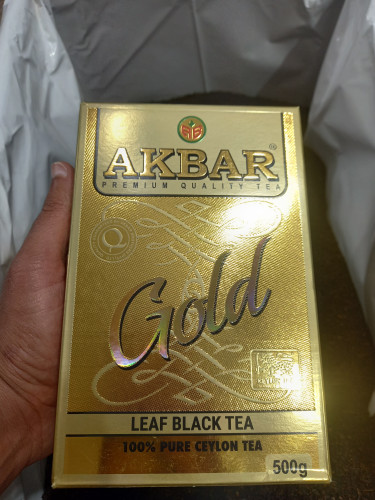 AKBAR®
PREMIUM QUALITY TEA
Gold
LEAF BLACK TEA
100% PURE CEYLON TEA
500g